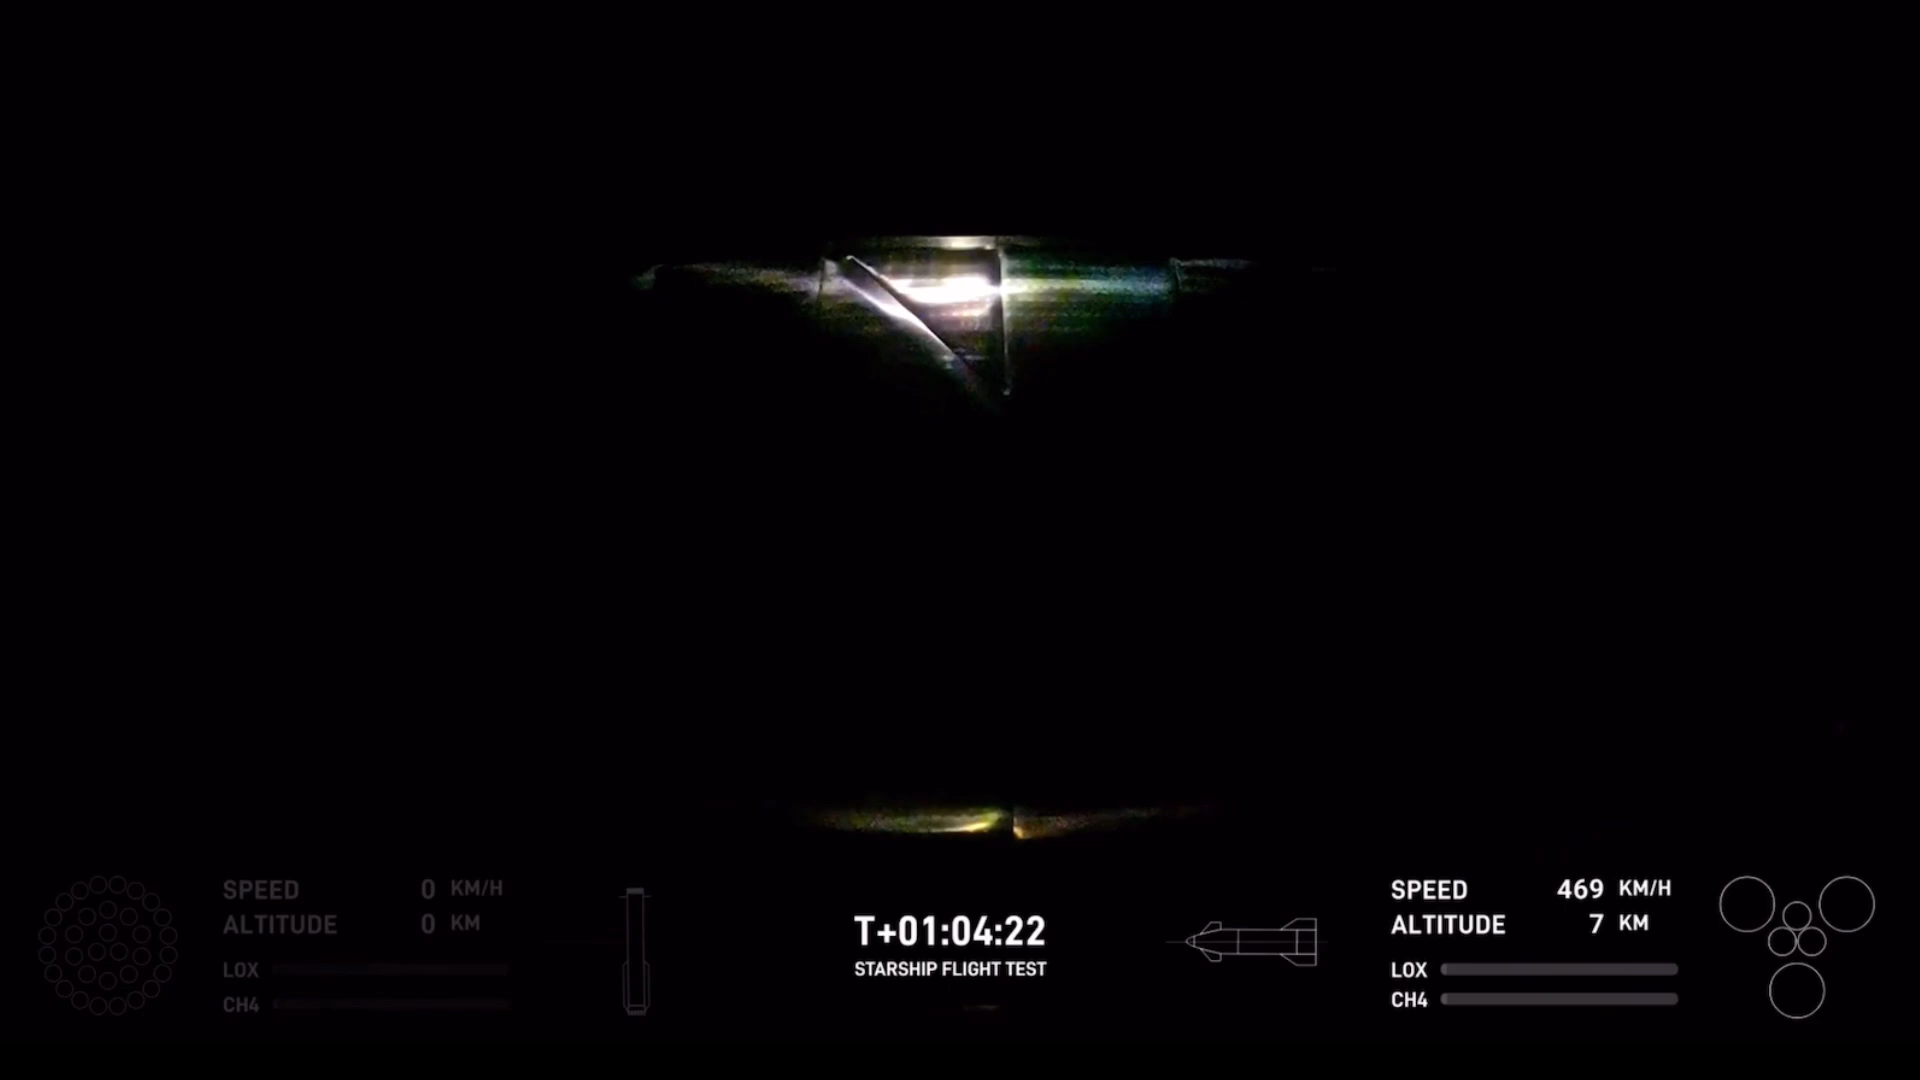 SPEED 0 KM/H
ALTITUDE 0 KM
LOX
CH4
T+01:04:22
STARSHIP FLIGHT TEST
SPEED 469 KM/H
ALTITUDE 7 KM
LOX
CH4